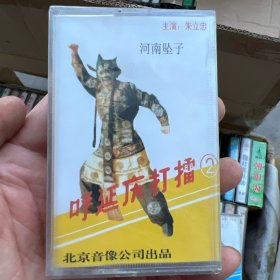 主演：朱立忠
河南坠子
呼延庆打擂②
北京音像公司出品